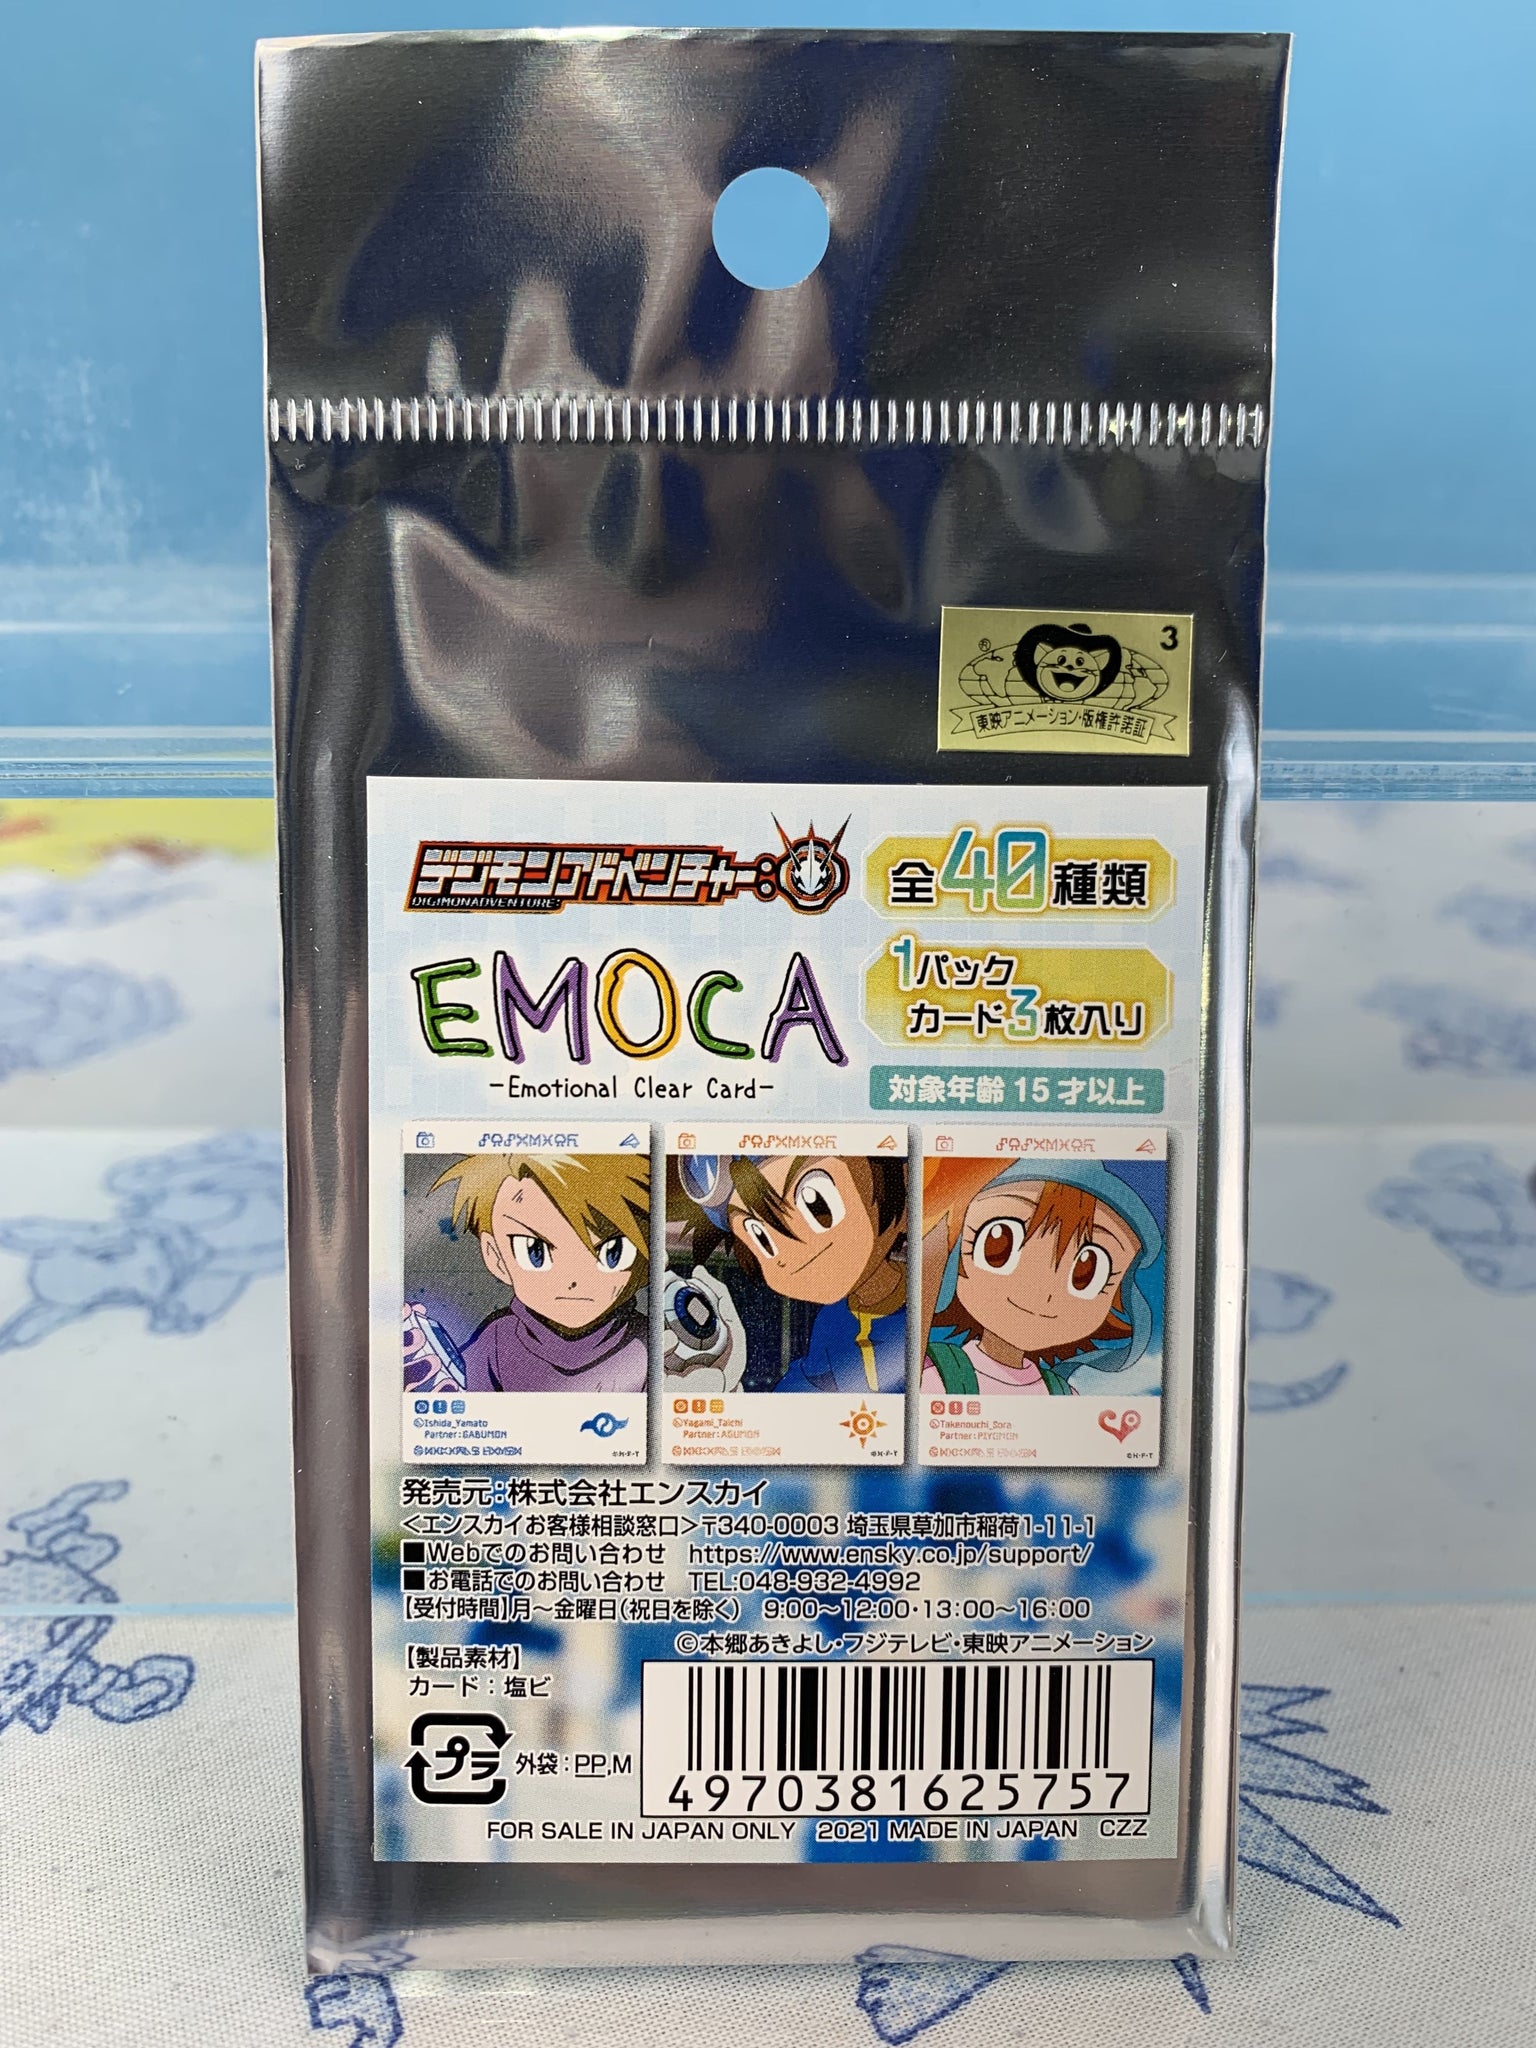 3
®
東映アニメーション・版権許諾証
デジモンアドベンチャー:
DIGIMONADVENTURE:
全40種類
EMOCA
-Emotional Clear Card-
1パック
カード3枚入り
対象年齢 15 才以上
Ishida_Yamato
Partner:GABUMON
©H・F・T
Yagami_Taichi
Partner:AGUMON
©H・F・T
Takenouchi_Sora
Partner:PIYOMON
©H・F・T
発売元:株式会社エンスカイ
<エンスカイお客様相談窓口>〒340-0003 埼玉県草加市稲荷1-11-1
■Webでのお問い合わせ https://www.ensky.co.jp/support/
■お電話でのお問い合わせ TEL:048-932-4992
【受付時間】月〜金曜日(祝日を除く) 9:00〜12:00・13:00〜16:00
©本郷あきよし・フジテレビ・東映アニメーション
【製品素材】
カード:塩ビ
プラ
外袋:PP,M
4970381625757
FOR SALE IN JAPAN ONLY 2021 MADE IN JAPAN CZZ